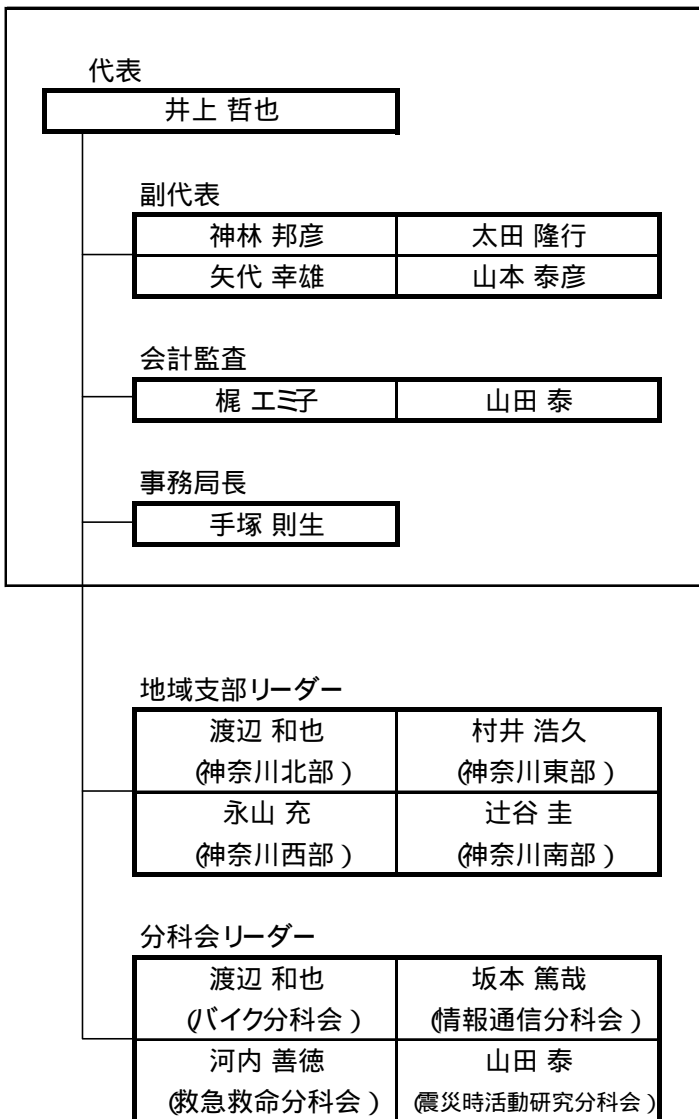 代表
井上 哲也
副代表
神林 邦彦 太田 隆行
矢代 幸雄 山本 泰彦
会計監査
梶 エミ子 山田 泰
事務局長
手塚 則生
地域支部リーダー
渡辺 和也 村井 浩久
(神奈川北部) (神奈川東部)
永山 充 辻谷 圭
(神奈川西部) (神奈川南部)
分科会リーダー
渡辺 和也 坂本 篤哉
(バイク分科会) (情報通信分科会)
河内 善徳 山田 泰
(救急救命分科会) (震災時活動研究分科会)